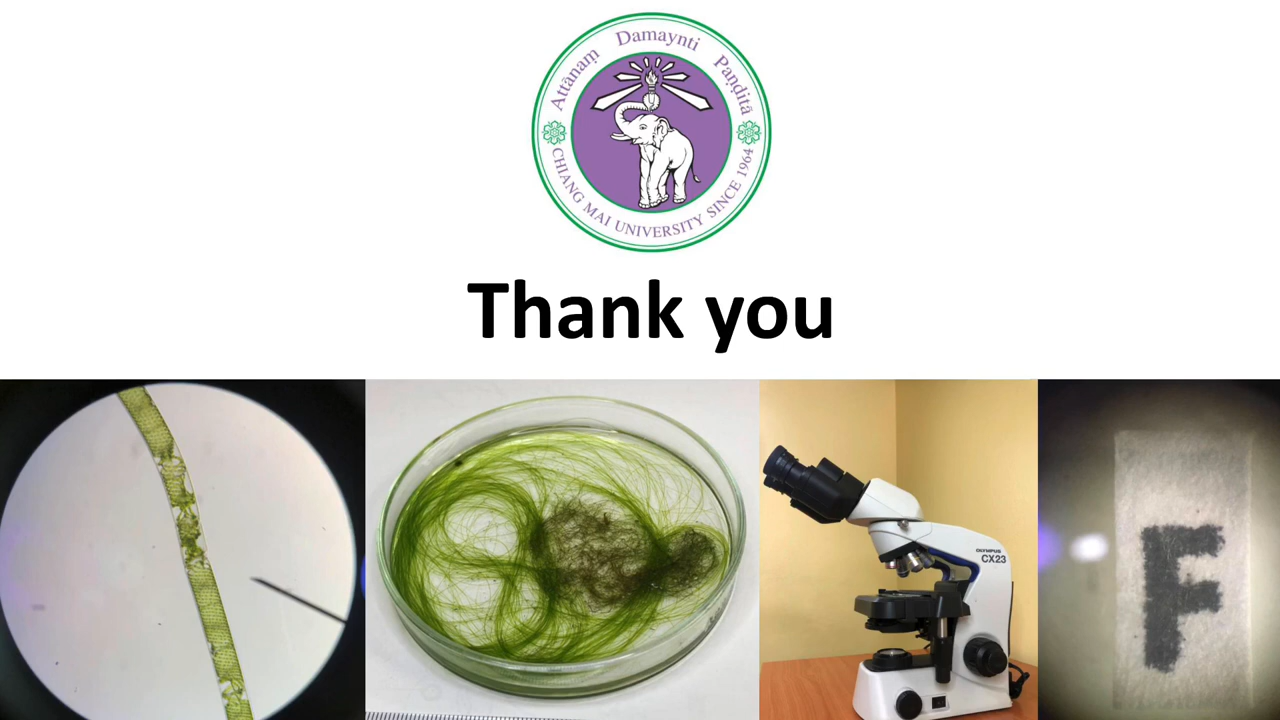 Attānaṃ Damaynti Paṇḍitā
CHIANG MAI UNIVERSITY SINCE 1964
Thank you
OLYMPUS
CX23
F